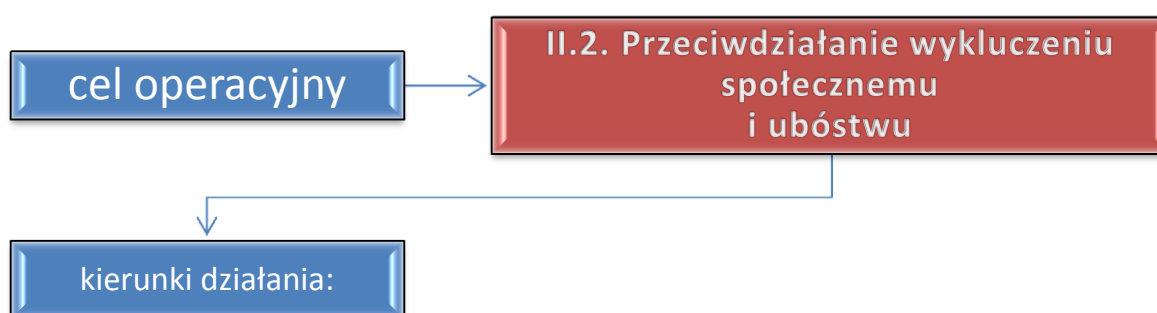 cel operacyjny
II.2. Przeciwdziałanie wykluczeniu
społecznemu
i ubóstwu
kierunki działania: